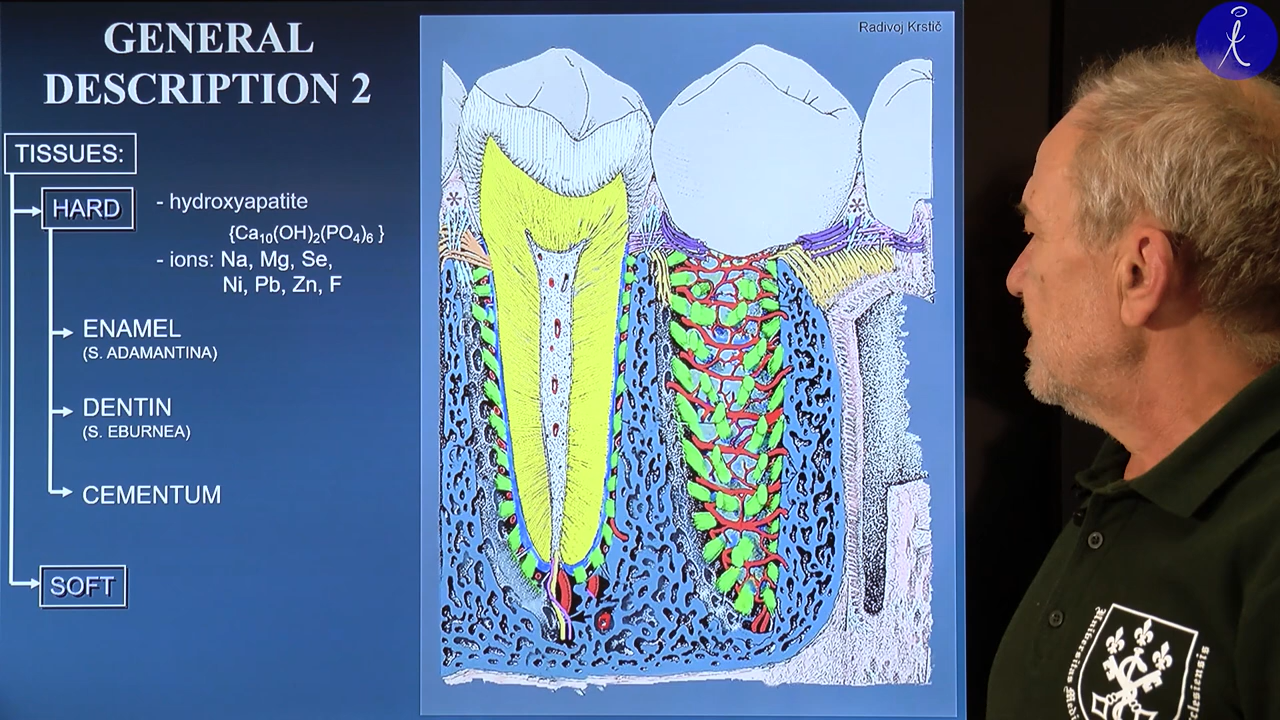 GENERAL
DESCRIPTION 2
Radivoj Krstič
TISSUES:
HARD
- hydroxyapatite
{Ca10(OH)2(PO4)6 }
- ions: Na, Mg, Se,
Ni, Pb, Zn, F
ENAMEL
(S. ADAMANTINA)
DENTIN
(S. EBURNEA)
CEMENTUM
SOFT
*
*